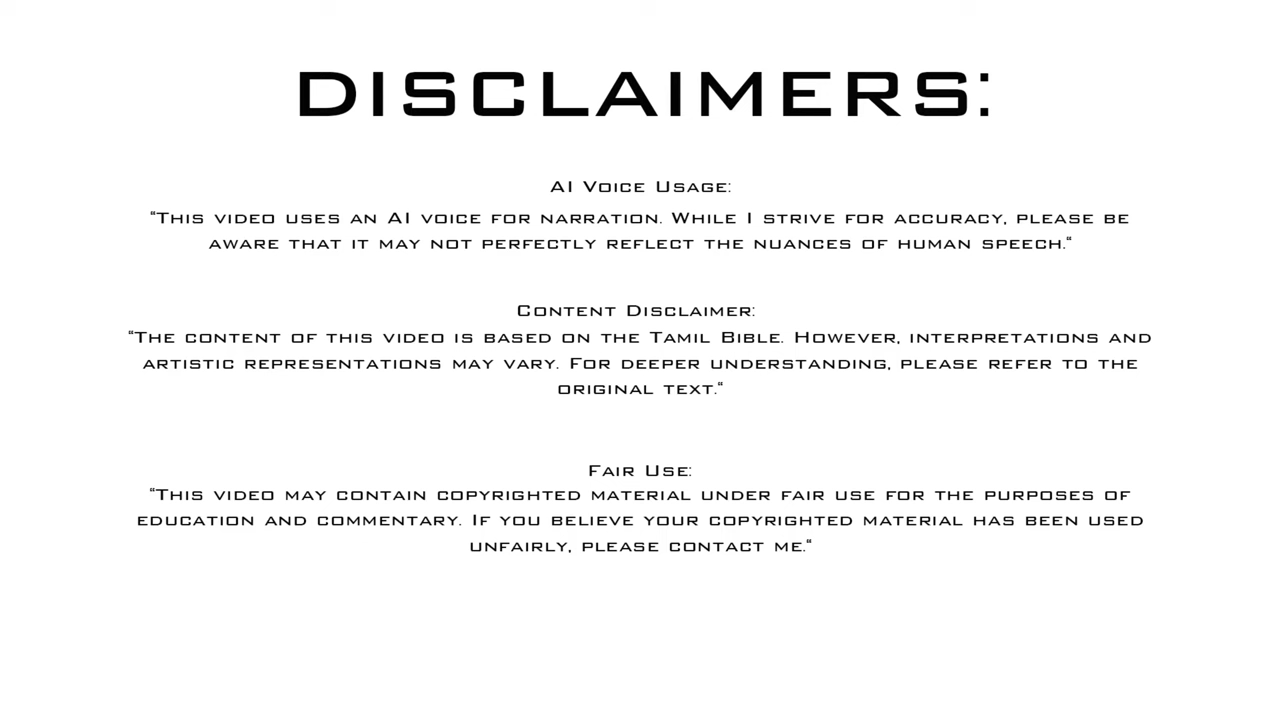 DISCLAIMERS:
AI Voice Usage:
“This video uses an AI voice for narration. While I strive for accuracy, please be
aware that it may not perfectly reflect the nuances of human speech.“
Content Disclaimer:
“The content of this video is based on the Tamil Bible. However, interpretations and
artistic representations may vary. For deeper understanding, please refer to the
original text.“
Fair Use:
“This video may contain copyrighted material under fair use for the purposes of
education and commentary. If you believe your copyrighted material has been used
unfairly, please contact me.“